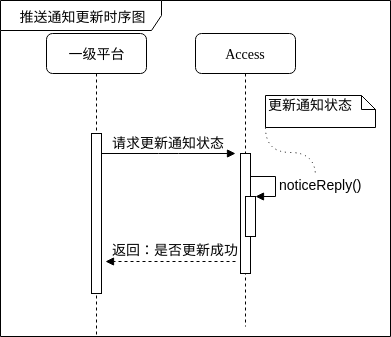 推送通知更新时序图
一级平台
Access
更新通知状态
请求更新通知状态
noticeReply()
返回：是否更新成功